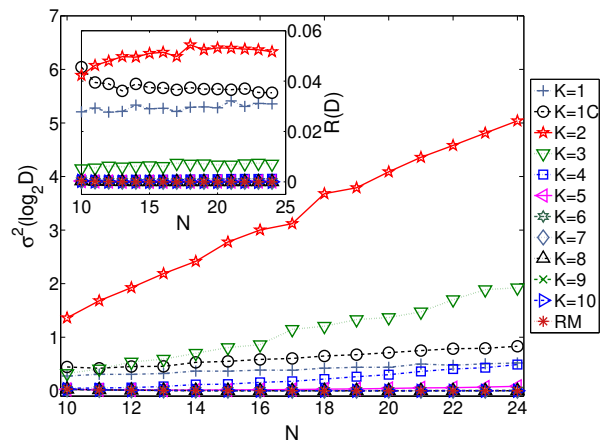 7
6
5
4
3
2
1
0
σ²(log₂D)
10
12
14
16
18
20
22
24
N
0.06
0.04
0.02
0
R(D)
10
15
20
25
N
K=1
K=1C
K=2
K=3
K=4
K=5
K=6
K=7
K=8
K=9
K=10
RM